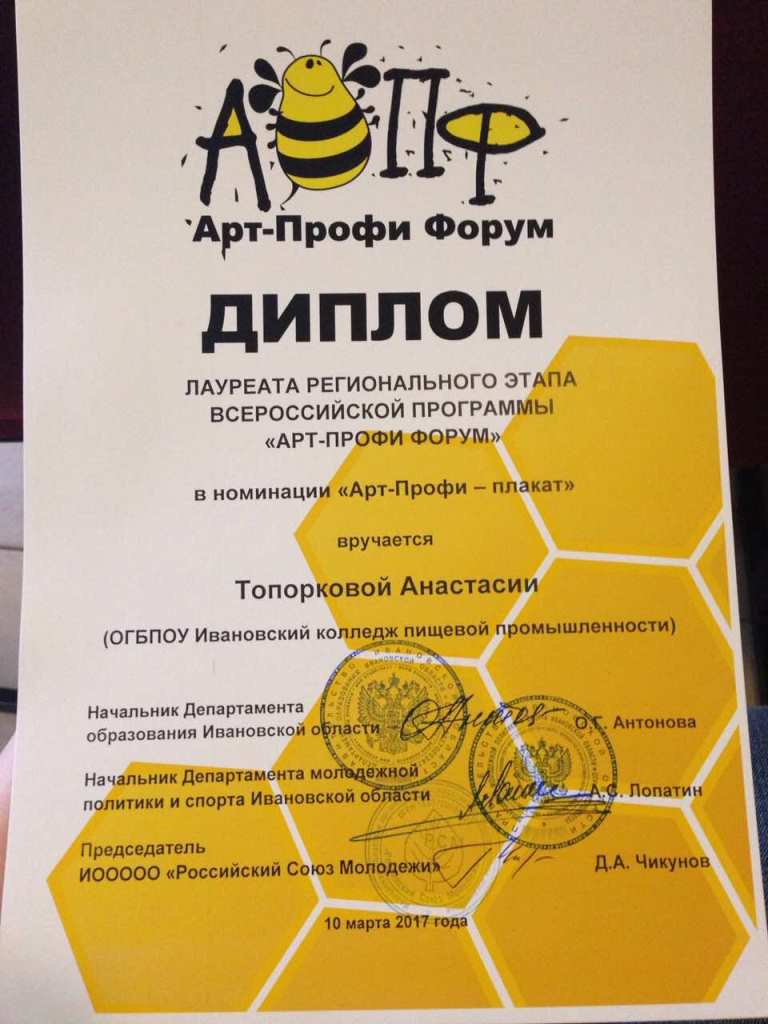 АПФ
Арт-Профи Форум
ДИПЛОМ
ЛАУРЕАТА РЕГИОНАЛЬНОГО ЭТАПА
ВСЕРОССИЙСКОЙ ПРОГРАММЫ
«АРТ-ПРОФИ ФОРУМ»
в номинации «Арт-Профи – плакат»
вручается
Топорковой Анастасии
(ОГБПОУ Ивановский колледж пищевой промышленности)
Начальник Департамента
образования Ивановской области
О.Г. Антонова
Начальник Департамента молодежной
политики и спорта Ивановской области
А.С. Лопатин
Председатель
ИООООО «Российский Союз Молодежи»
Д.А. Чикунов
10 марта 2017 года